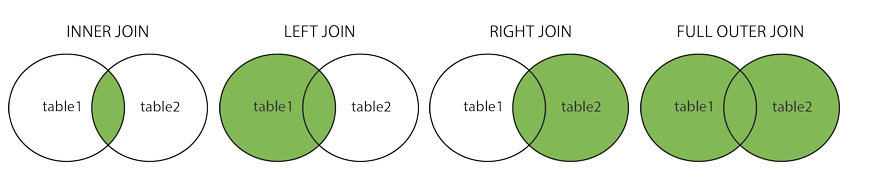 INNER JOIN
table1
table2
LEFT JOIN
table1
table2
RIGHT JOIN
table1
table2
FULL OUTER JOIN
table1
table2